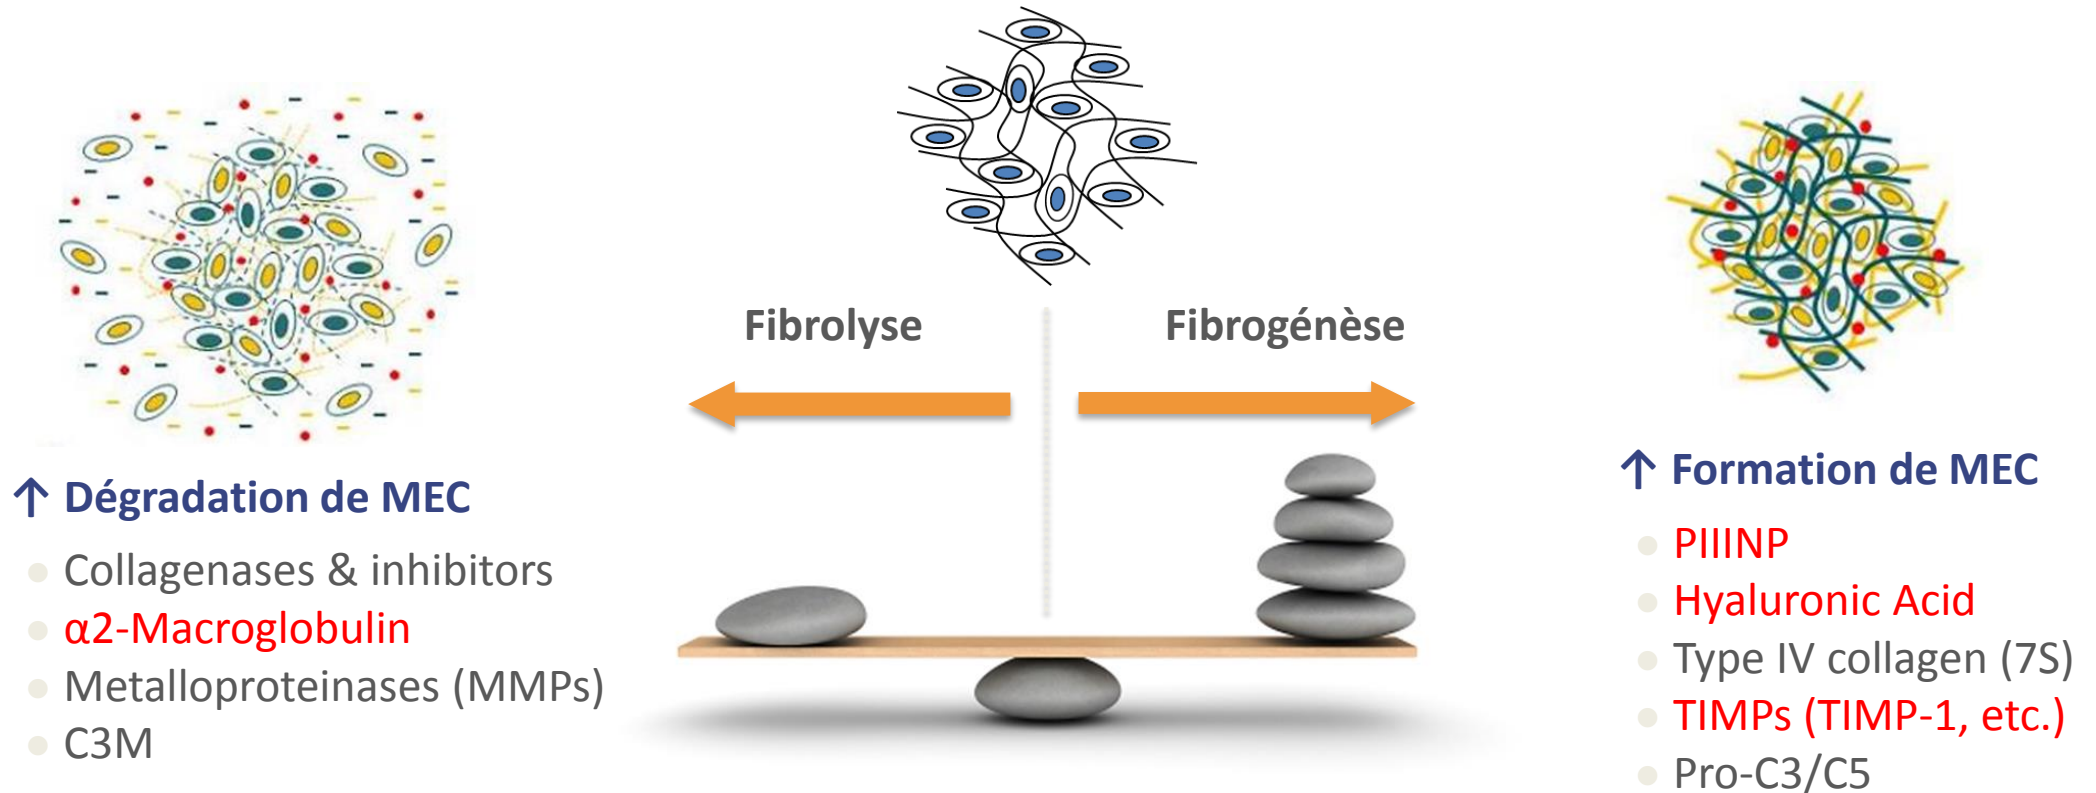 Fibrolyse
Fibrogénèse
↑ Dégradation de MEC
Collagenases & inhibitors
α2-Macroglobulin
Metalloproteinases (MMPs)
C3M
↑ Formation de MEC
PIIINP
Hyaluronic Acid
Type IV collagen (7S)
TIMPs (TIMP-1, etc.)
Pro-C3/C5